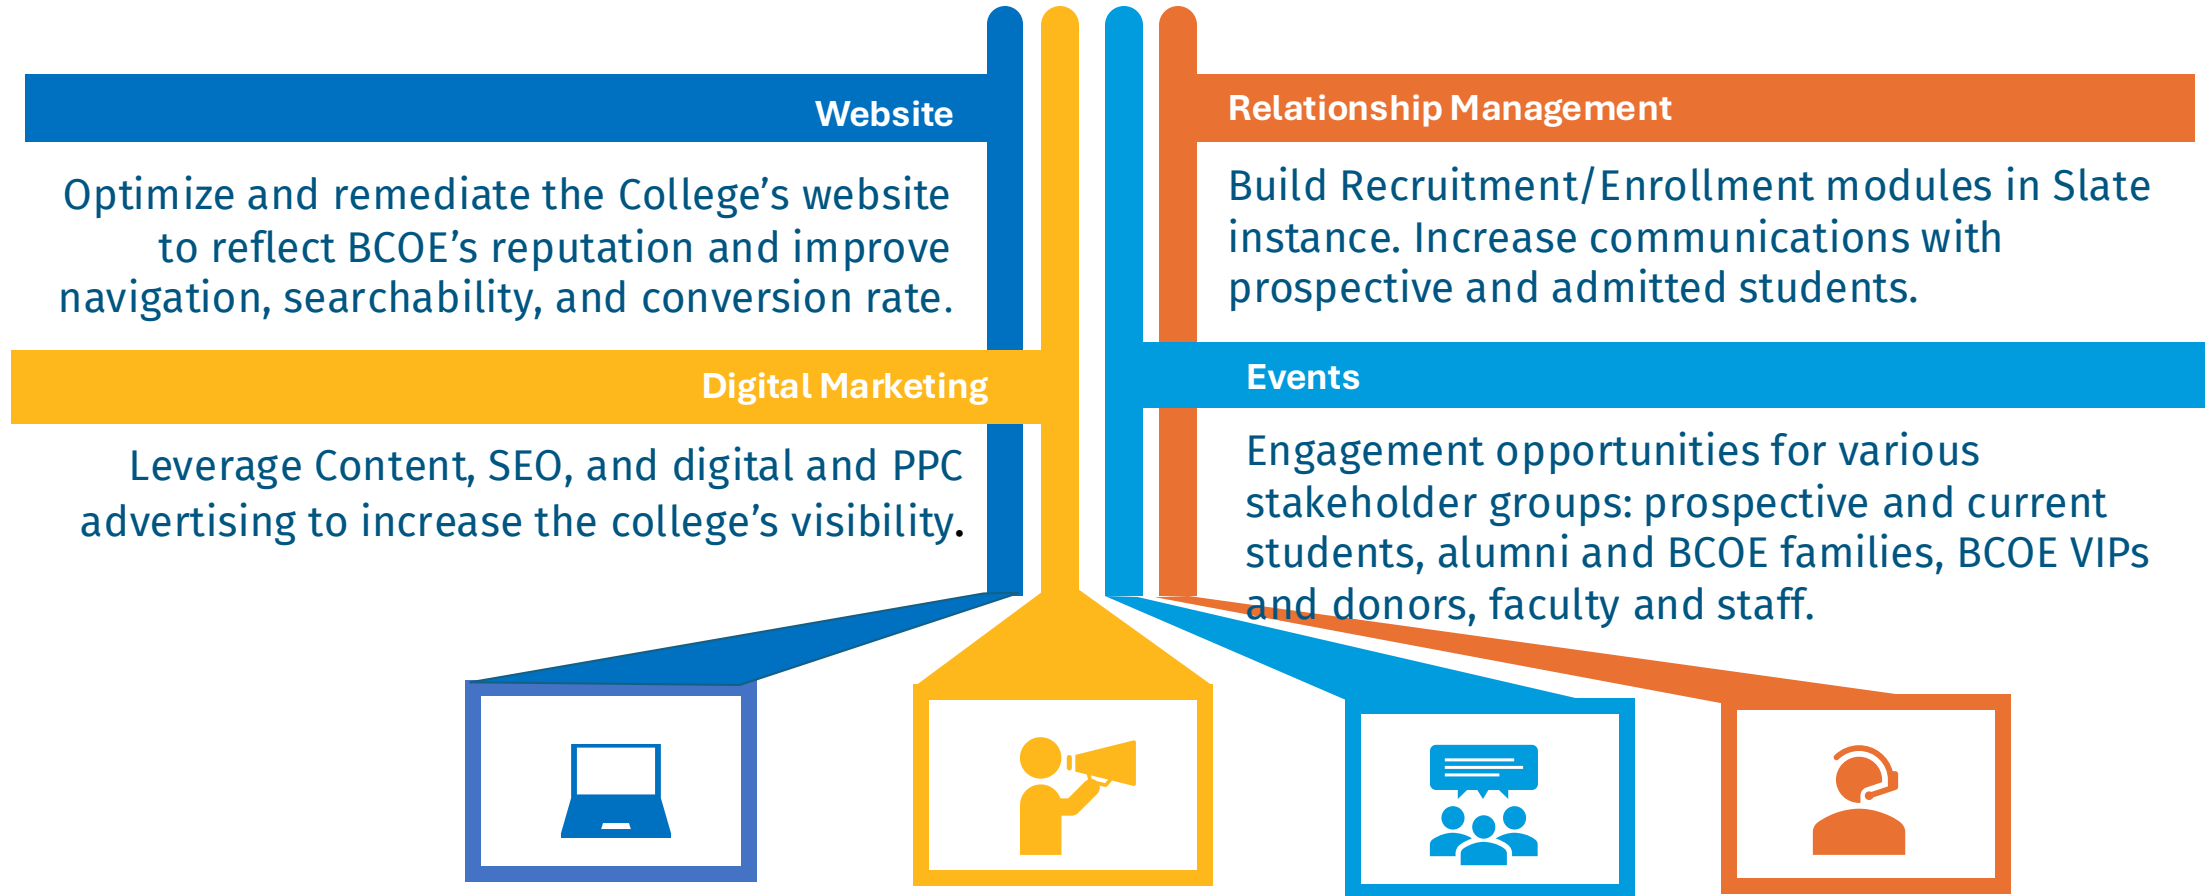 Website
Optimize and remediate the College’s website
to reflect BCOE’s reputation and improve
navigation, searchability, and conversion rate.
Digital Marketing
Leverage Content, SEO, and digital and PPC
advertising to increase the college’s visibility.
Relationship Management
Build Recruitment/Enrollment modules in Slate
instance. Increase communications with
prospective and admitted students.
Events
Engagement opportunities for various
stakeholder groups: prospective and current
students, alumni and BCOE families, BCOE VIPs
and donors, faculty and staff.